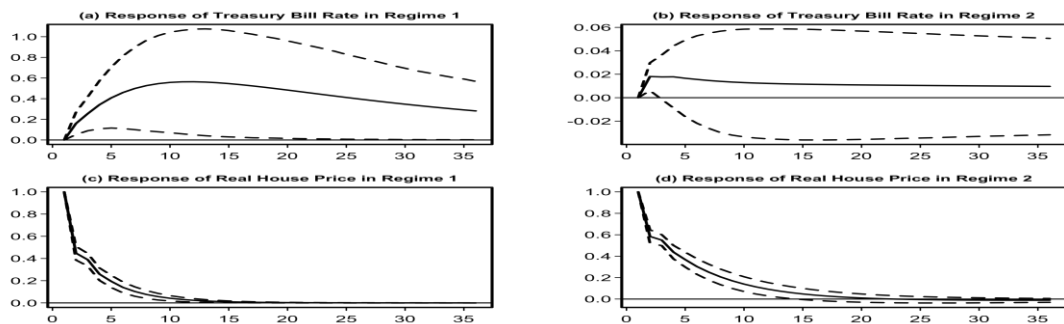 (a) Response of Treasury Bill Rate in Regime 1
1.0
0.8
0.6
0.4
0.2
0.0
0 5 10 15 20 25 30 35
(b) Response of Treasury Bill Rate in Regime 2
0.06
0.04
0.02
0.00
-0.02
0 5 10 15 20 25 30 35
(c) Response of Real House Price in Regime 1
1.0
0.8
0.6
0.4
0.2
0.0
0 5 10 15 20 25 30 35
(d) Response of Real House Price in Regime 2
1.0
0.8
0.6
0.4
0.2
0.0
0 5 10 15 20 25 30 35